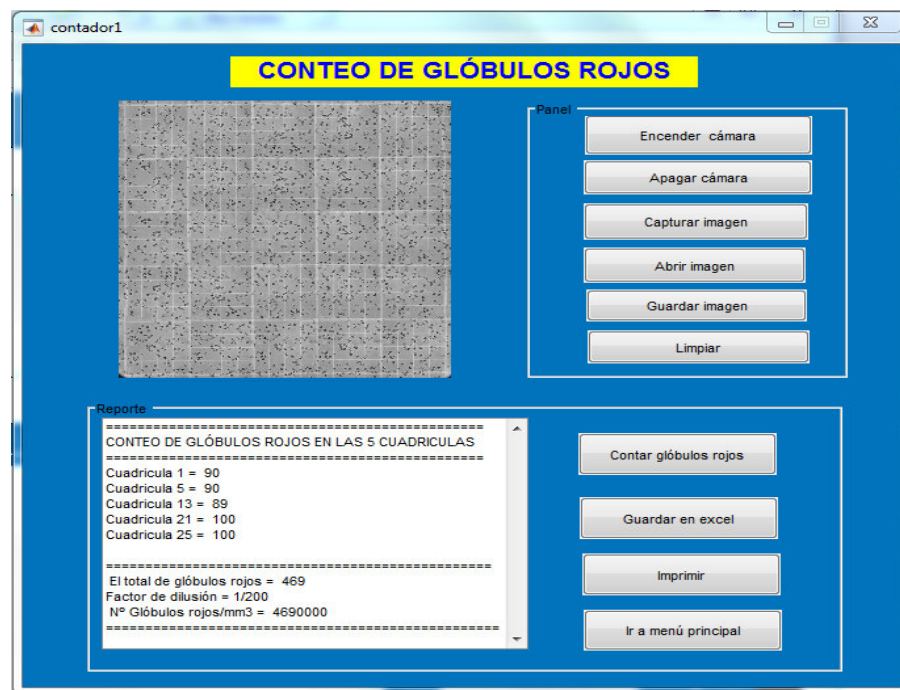 contador1
CONTEO DE GLÓBULOS ROJOS
Panel
Encender cámara
Apagar cámara
Capturar imagen
Abrir imagen
Guardar imagen
Limpiar
Reporte
================================================
CONTEO DE GLÓBULOS ROJOS EN LAS 5 CUADRICULAS
================================================
Cuadricula 1 = 90
Cuadricula 5 = 90
Cuadricula 13 = 89
Cuadricula 21 = 100
Cuadricula 25 = 100
=================================================
El total de glóbulos rojos = 469
Factor de dilusión = 1/200
Nº Glóbulos rojos/mm3 = 4690000
==================================================
Contar glóbulos rojos
Guardar en excel
Imprimir
Ir a menú principal